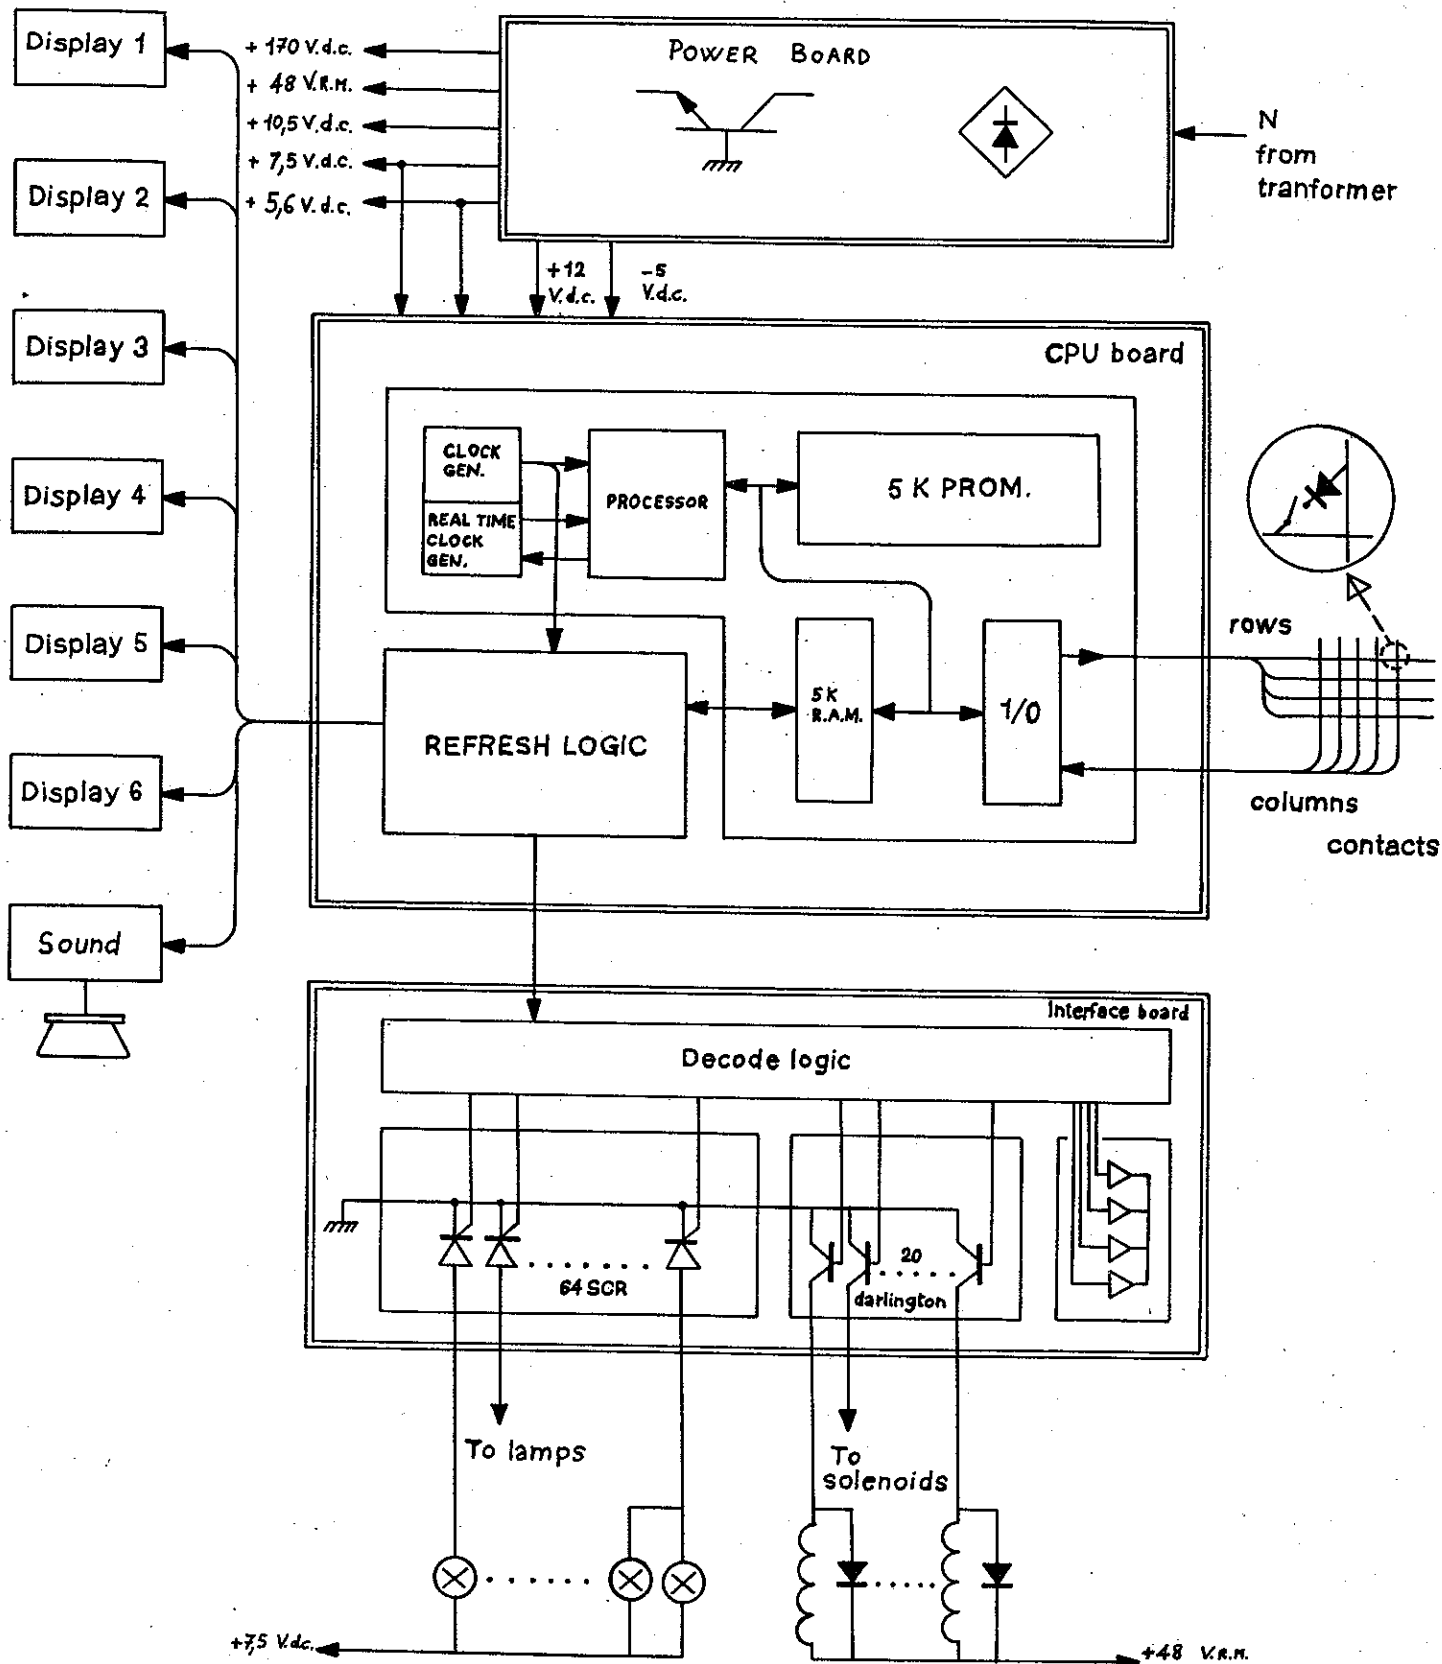 Display 1
Display 2
Display 3
Display 4
Display 5
Display 6
Sound
+ 170 V.d.c.
+ 48 V.R.M.
+ 10,5 V.d.c.
+ 7,5 V.d.c.
+ 5,6 V.d.c.
POWER BOARD
N
from
tranformer
+12
V.d.c.
-5
V.d.c.
CPU board
CLOCK
GEN.
REAL TIME
CLOCK
GEN.
PROCESSOR
5 K PROM.
REFRESH LOGIC
5K
R.A.M.
I/O
rows
columns
contacts
Interface board
Decode logic
64 SCR
20
darlington
To lamps
To
solenoids
+7,5 V.d.c.
+48 V.R.M.